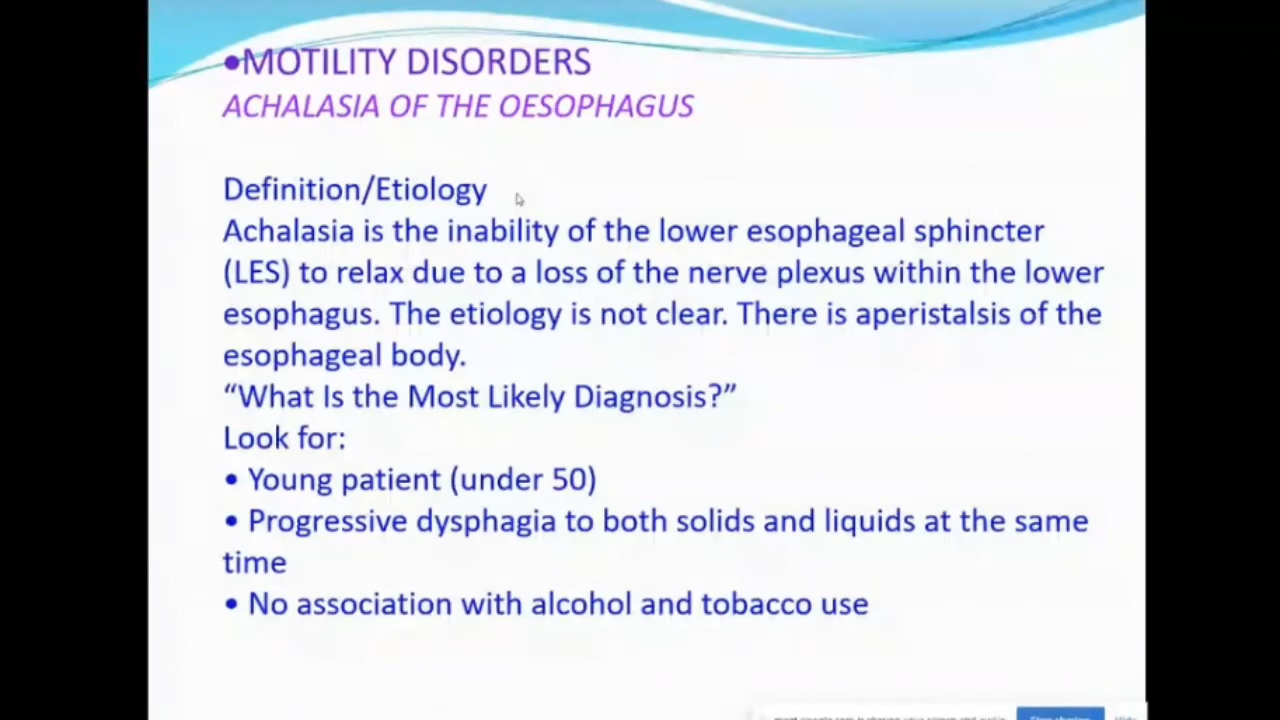 •MOTILITY DISORDERS
ACHALASIA OF THE OESOPHAGUS
Definition/Etiology
Achalasia is the inability of the lower esophageal sphincter
(LES) to relax due to a loss of the nerve plexus within the lower
esophagus. The etiology is not clear. There is aperistalsis of the
esophageal body.
“What Is the Most Likely Diagnosis?”
Look for:
• Young patient (under 50)
• Progressive dysphagia to both solids and liquids at the same
time
• No association with alcohol and tobacco use